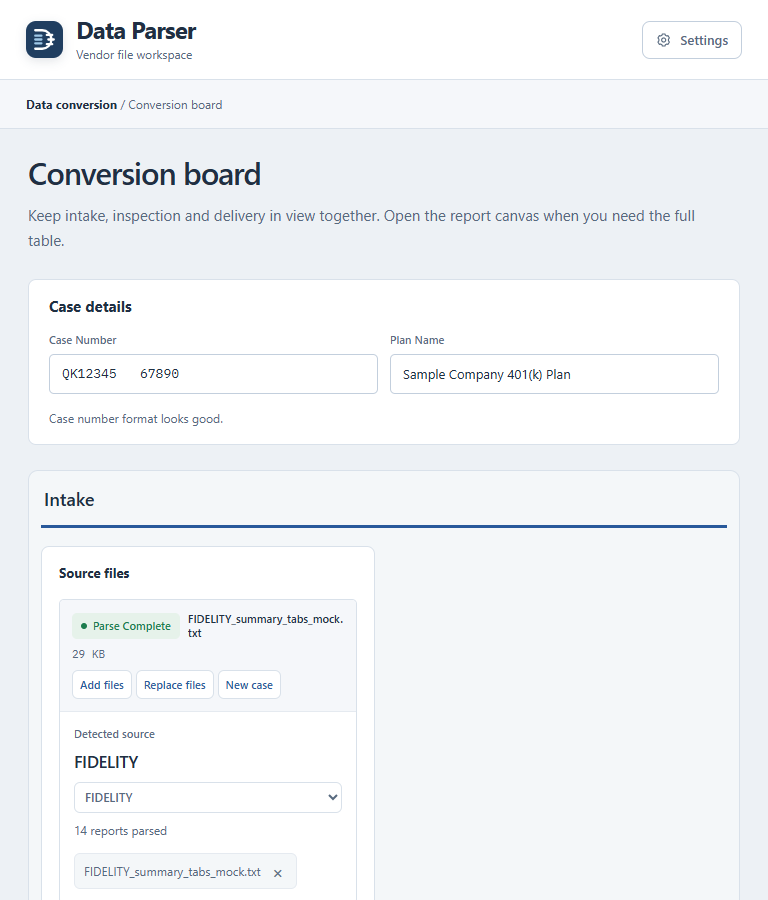 Data Parser
Vendor file workspace
Settings
Data conversion / Conversion board
Conversion board
Keep intake, inspection and delivery in view together. Open the report canvas when you need the full
table.
Case details
Case Number
Plan Name
QK12345   67890
Sample Company 401(k) Plan
Case number format looks good.
Intake
Source files
Parse Complete
FIDELITY_summary_tabs_mock.
txt
29 KB
Add files
Replace files
New case
Detected source
FIDELITY
FIDELITY
14 reports parsed
FIDELITY_summary_tabs_mock.txt ×